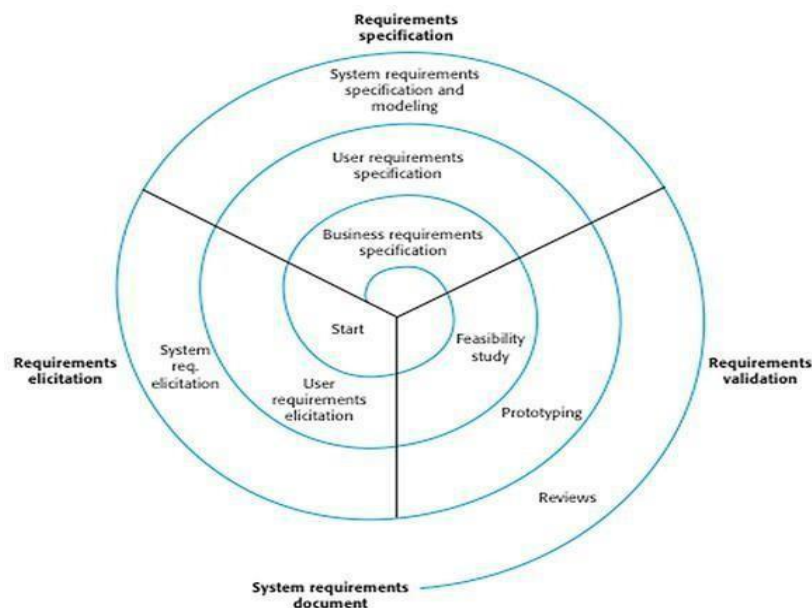 Requirements
specification
System requirements
specification and
modeling
User requirements
specification
Business requirements
specification
Start
Feasibility
study
Requirements
elicitation
System
req.
elicitation
Requirements
validation
User
requirements
elicitation
Prototyping
Reviews
System requirements
document